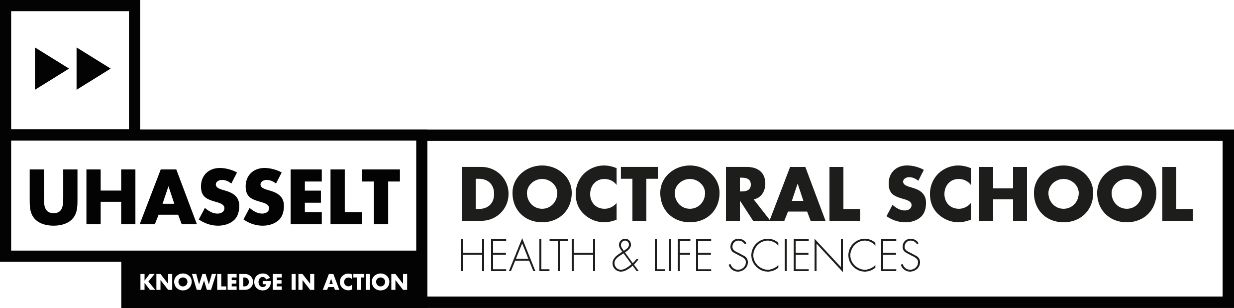 UHASSELT
KNOWLEDGE IN ACTION
DOCTORAL SCHOOL
HEALTH & LIFE SCIENCES